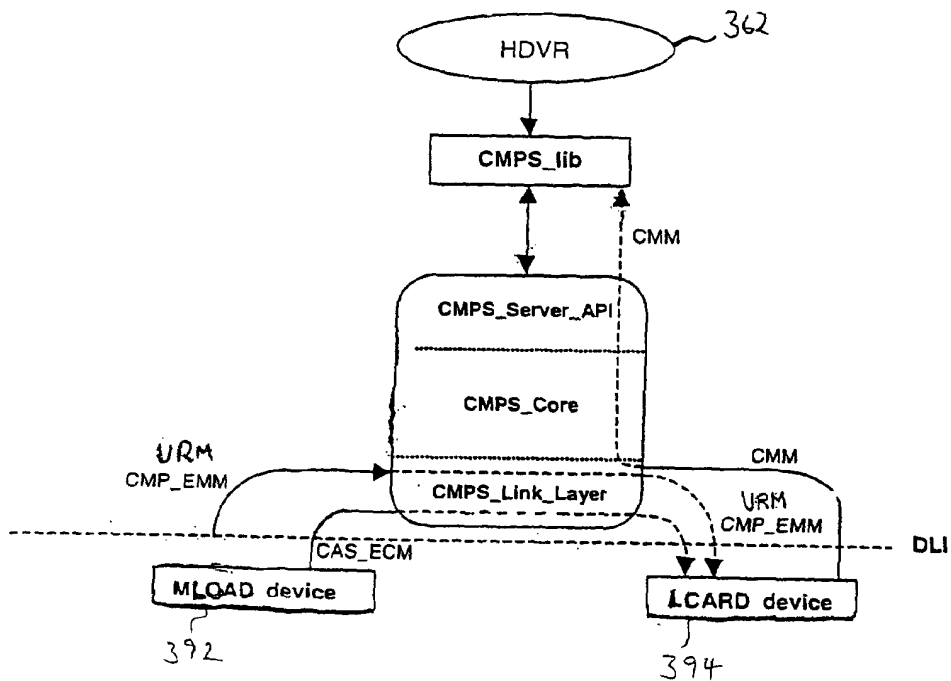 362
HDVR
CMPS_lib
CMM
CMPS_Server_API
CMPS_Core
URM
CMP_EMM
CMM
CMPS_Link_Layer
URM
CMP_EMM
DLI
CAS_ECM
MLOAD device
LCARD device
392
394